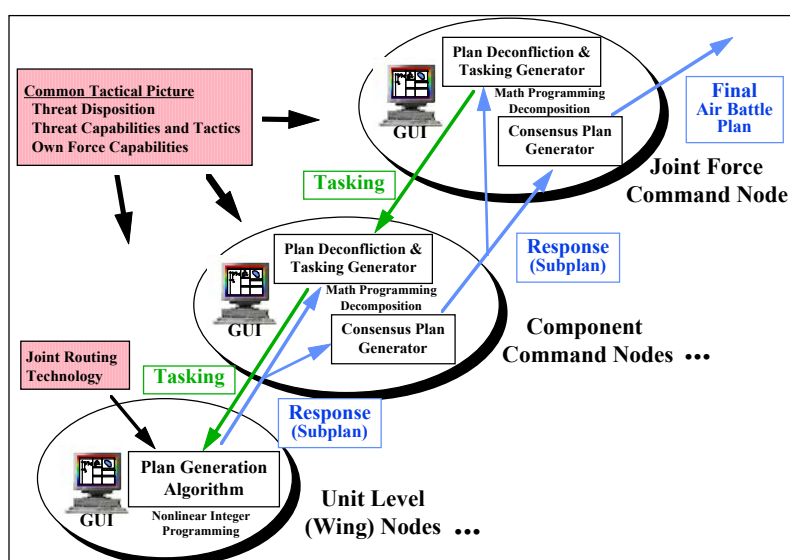 Plan Deconfliction &
Tasking Generator
Math Programming
Decomposition
Consensus Plan
Generator
GUI
Joint Force
Command Node
Final
Air Battle
Plan
Common Tactical Picture
Threat Disposition
Threat Capabilities and Tactics
Own Force Capabilities
Tasking
Plan Deconfliction &
Tasking Generator
Math Programming
Decomposition
Consensus Plan
Generator
GUI
Response
(Subplan)
Component
Command Nodes ...
Joint Routing
Technology
Tasking
Response
(Subplan)
Plan Generation
Algorithm
Nonlinear Integer
Programming
GUI
Unit Level
(Wing) Nodes ...